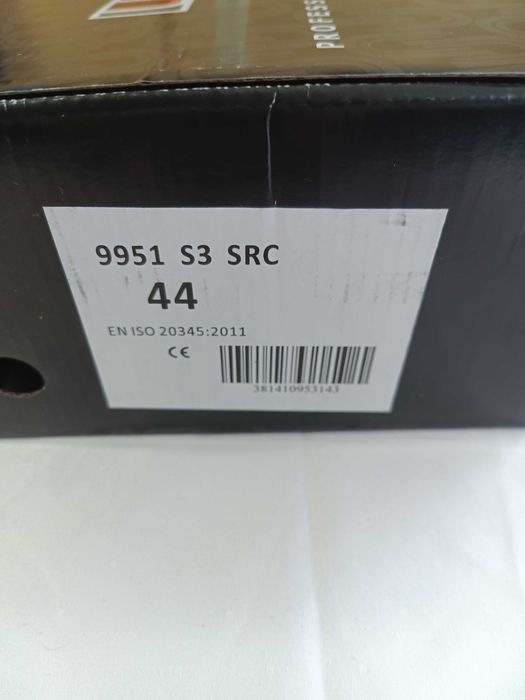 9951 S3 SRC
44
EN ISO 20345:2011
CE
381410953143